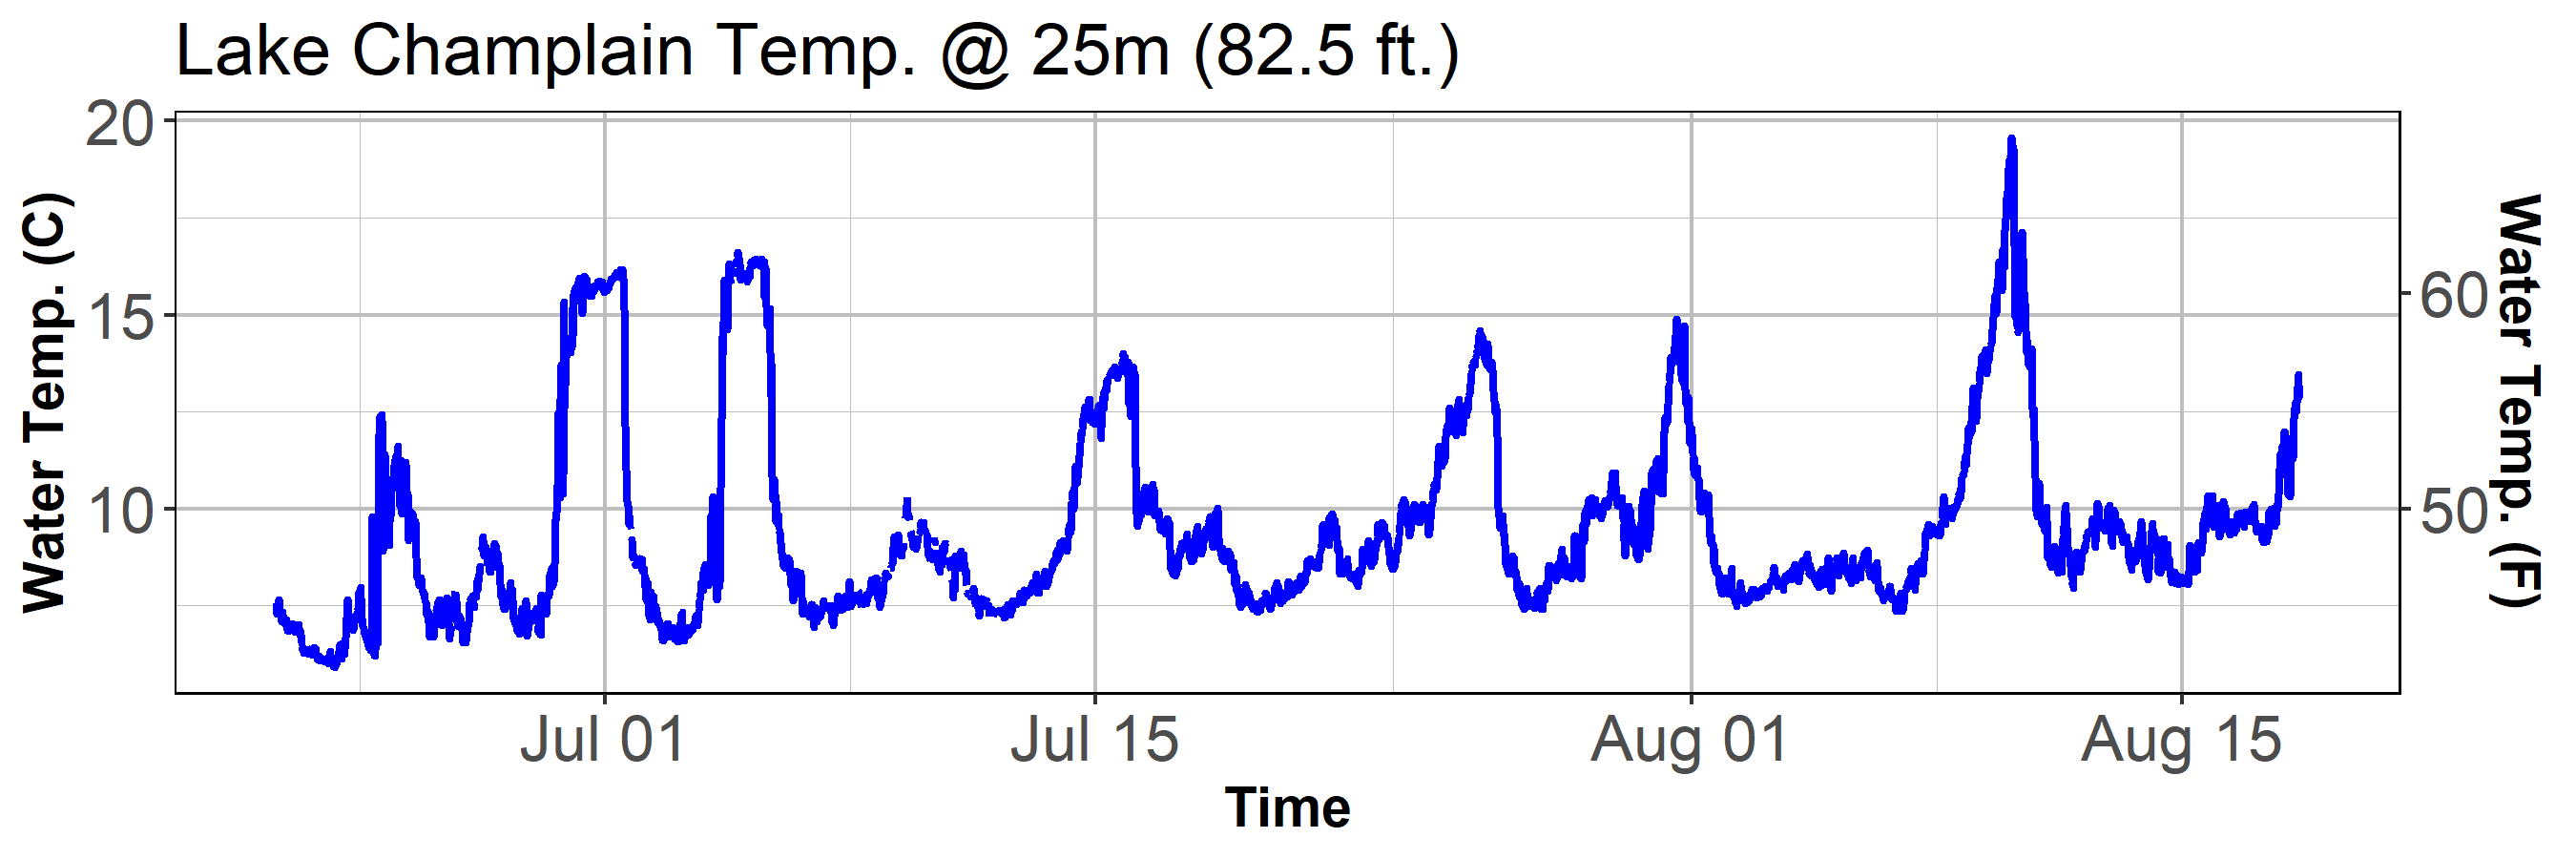 Lake Champlain Temp. @ 25m (82.5 ft.)
Water Temp. (C)
20
15
10
60
50
Water Temp. (F)
Jul 01 Jul 15 Aug 01 Aug 15
Time